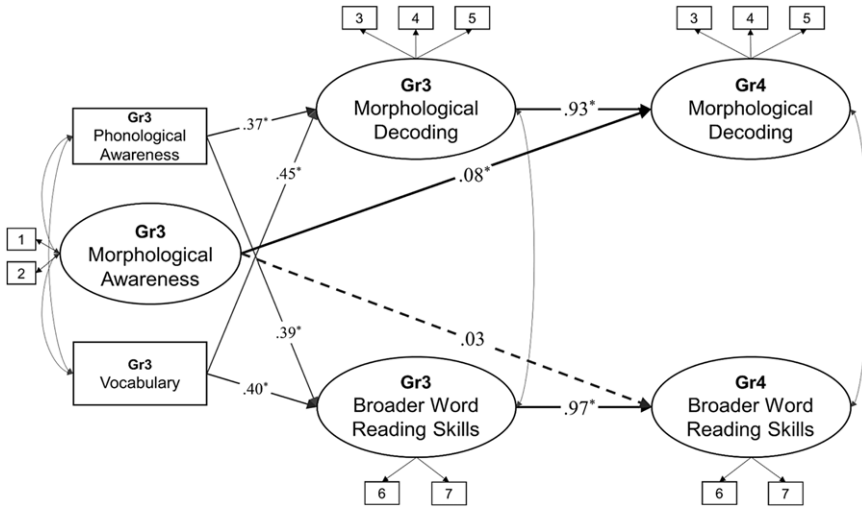 3
4
5
3
4
5
Gr3
Morphological
Decoding
Gr4
Morphological
Decoding
.93*
Gr3
Phonological
Awareness
.37*
.45*
.08*
1
2
Gr3
Morphological
Awareness
.39*
.03
Gr3
Vocabulary
.40*
Gr3
Broader Word
Reading Skills
.97*
Gr4
Broader Word
Reading Skills
6
7
6
7